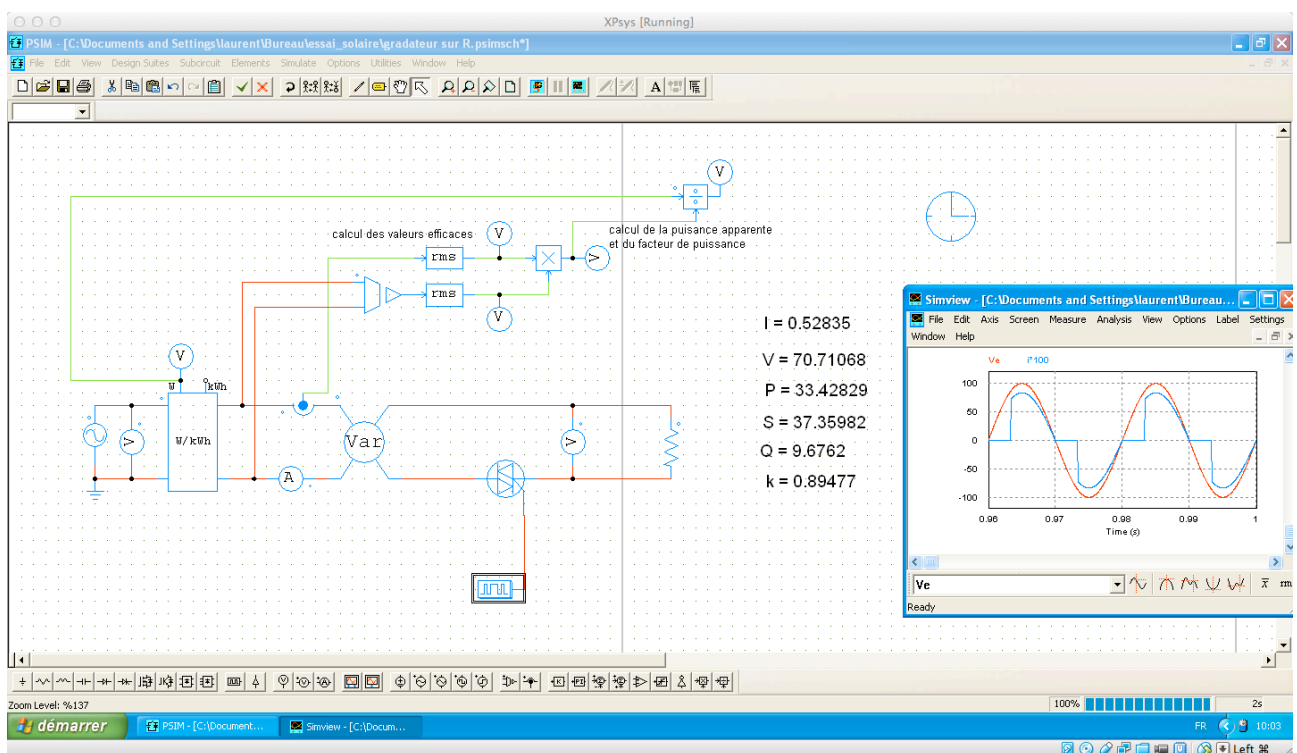 XPsys [Running]
PSIM - [C:\Documents and Settings\laurent\Bureau\essai_solaire\gradateur sur R.psimsch*]
File Edit View Design Suites Subcircuit Elements Simulate Options Utilities Window Help
A
V
calcul des valeurs efficaces
V
calcul de la puisance apparente
et du facteur de puissance
rms
V
rms
V
V
W
kWh
V
W/kWh
Var
V
A
I = 0.52835
V = 70.71068
P = 33.42829
S = 37.35982
Q = 9.6762
k = 0.89477
Simview - [C:\Documents and Settings\laurent\Bureau...
File Edit Axis Screen Measure Analysis View Options Label Settings
Window Help
Ve i*100
100
50
0
-50
-100
0.96 0.97 0.98 0.99 1
Time (s)
Ve
rm
Ready
Zoom Level: %137
100%
2s
démarrer
PSIM - [C:\Document...
Simview - [C:\Docum...
FR
10:03
Left ⌘